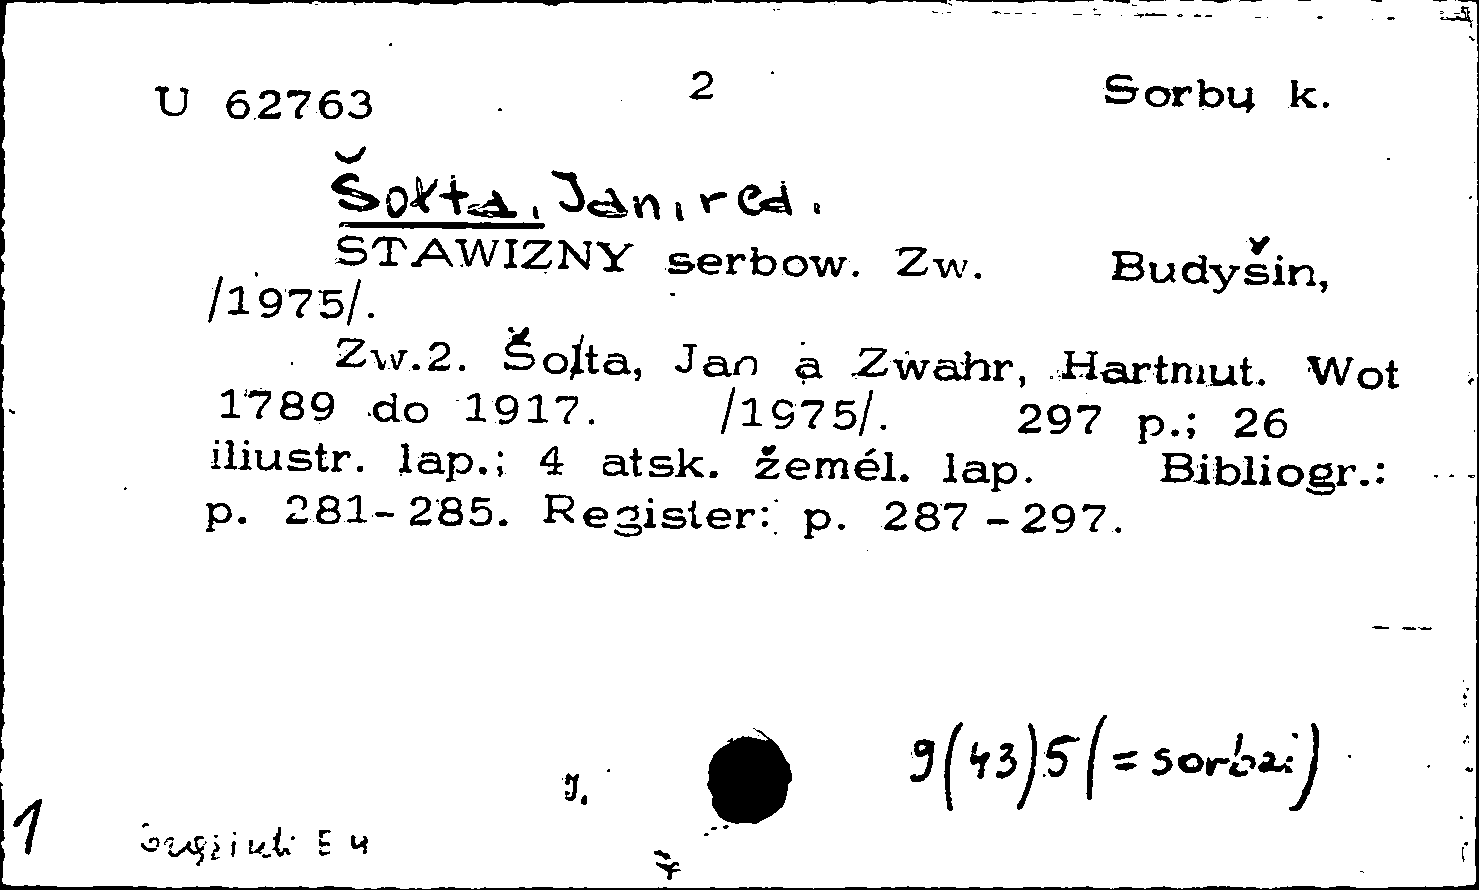 U 62763 2 Sorbų k.
Šołta, Jan, red.
STAWIZNY serbow. Zw. Budyšin,
/1975/.
Zw.2. Šołta, Jan a Zwahr, Hartmut. Wot
1789 do 1917. /1975/. 297 p.; 26
iliustr. lap.; 4 atsk. žemél. lap. Bibliogr.:
p. 281-285. Register: p. 287-297.
9(43)5(=sorbai)
1